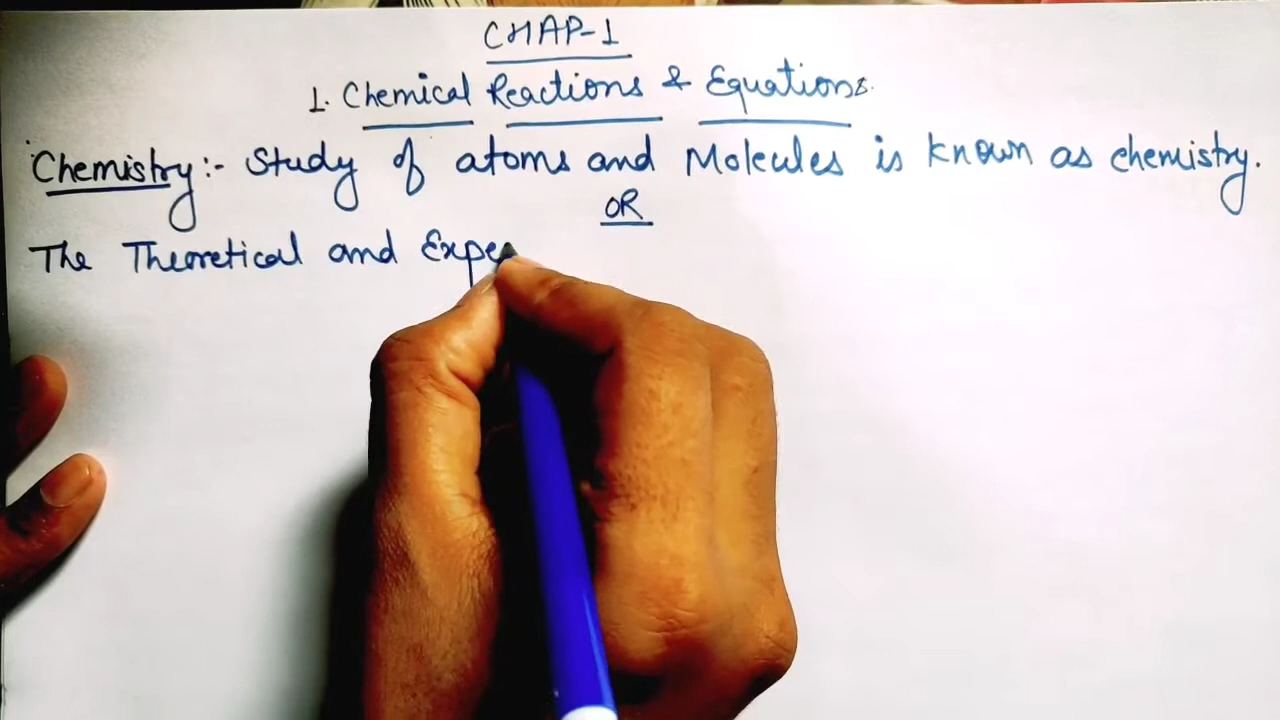 CHAP-1
1. Chemical Reactions & Equations.
Chemistry:- Study of atoms and Molecules is known as chemistry.
OR
The Theoretical and Expe